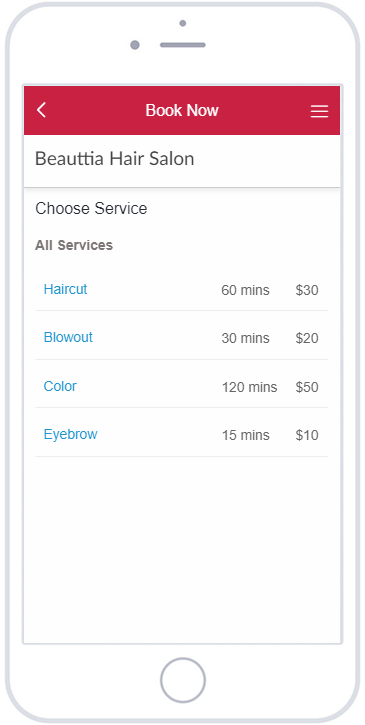 Book Now
Beauttia Hair Salon
Choose Service
All Services
Haircut 60 mins $30
Blowout 30 mins $20
Color 120 mins $50
Eyebrow 15 mins $10